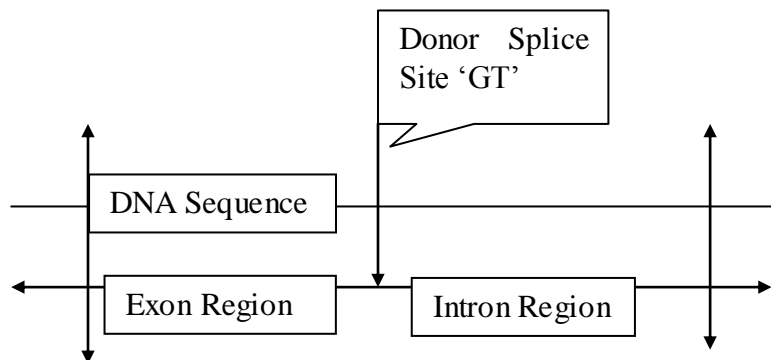 Donor Splice
Site ‘GT’
DNA Sequence
Exon Region
Intron Region